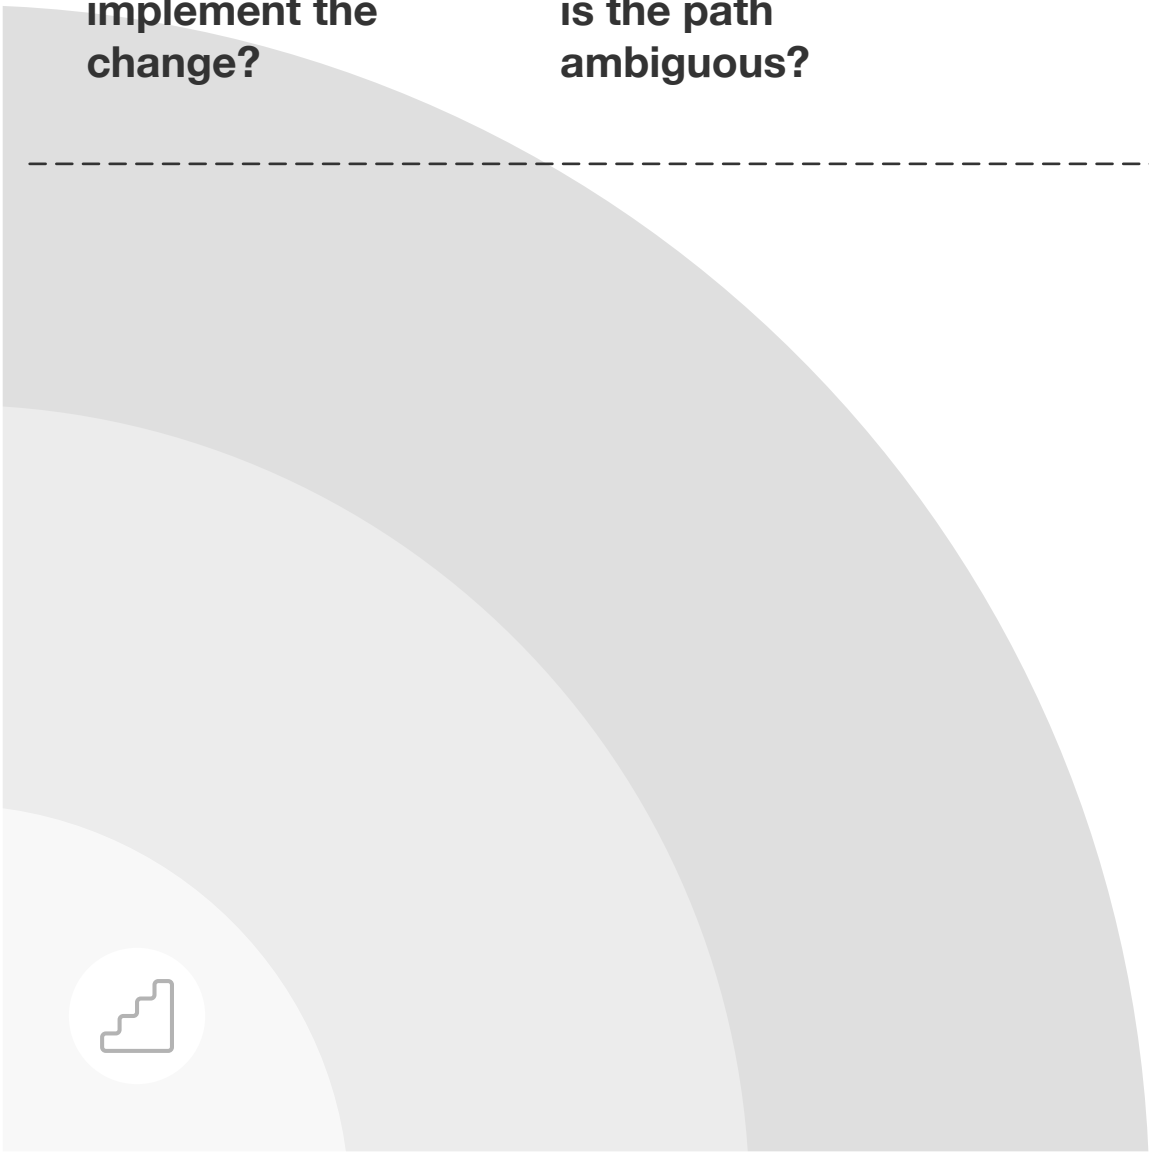 implement the
change?
is the path
ambiguous?